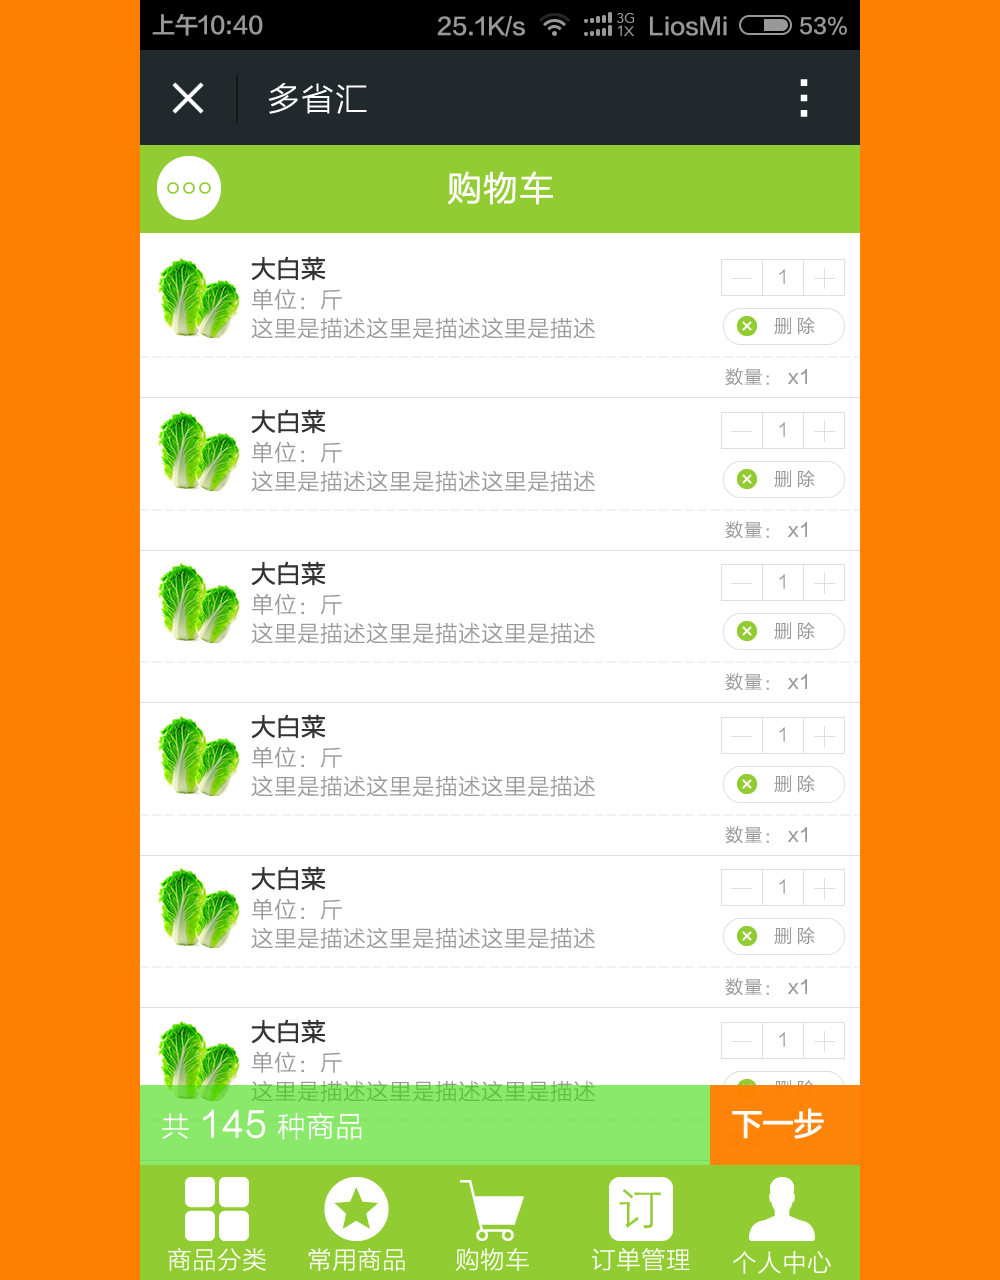 上午10:40 25.1K/s 3G 1X LiosMi 53%
多省汇
购物车
大白菜
单位：斤
这里是描述这里是描述这里是描述
1
删除
数量： x1
大白菜
单位：斤
这里是描述这里是描述这里是描述
1
删除
数量： x1
大白菜
单位：斤
这里是描述这里是描述这里是描述
1
删除
数量： x1
大白菜
单位：斤
这里是描述这里是描述这里是描述
1
删除
数量： x1
大白菜
单位：斤
这里是描述这里是描述这里是描述
1
删除
数量： x1
大白菜
单位：斤
这里是描述这里是描述这里是描述
1
删除
共 145 种商品 下一步
订
商品分类 常用商品 购物车 订单管理 个人中心